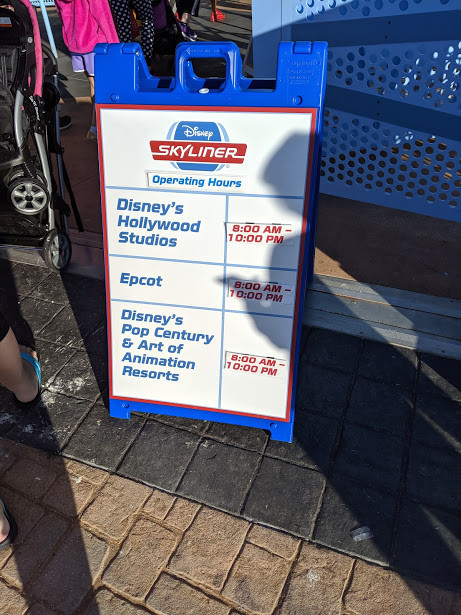 Disney
SKYLINER
Operating Hours
Disney's
Hollywood
Studios
8:00 AM –
10:00 PM
Epcot
8:00 AM –
10:00 PM
Disney's
Pop Century
& Art of
Animation
Resorts
8:00 AM –
10:00 PM